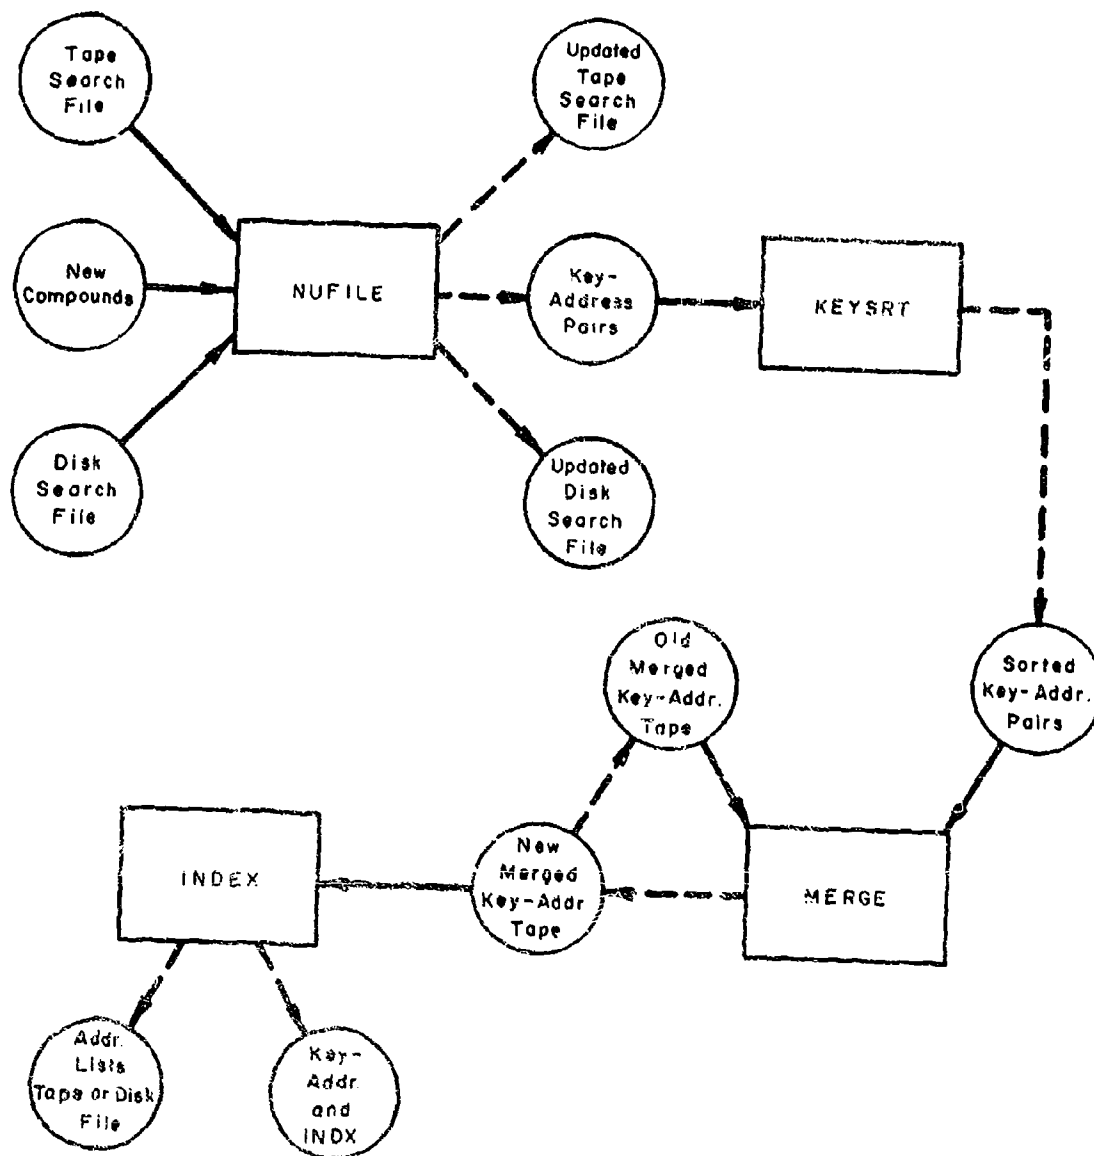 Tape
Search
File
Updated
Tape
Search
File
New
Compounds
NUFILE
Key-
Address
Pairs
KEYSRT
Disk
Search
File
Updated
Disk
Search
File
Old
Merged
Key-Addr.
Tape
Sorted
Key-Addr.
Pairs
INDEX
New
Merged
Key-Addr
Tape
MERGE
Addr.
Lists
Tape or Disk
File
Key-
Addr.
and
INDX